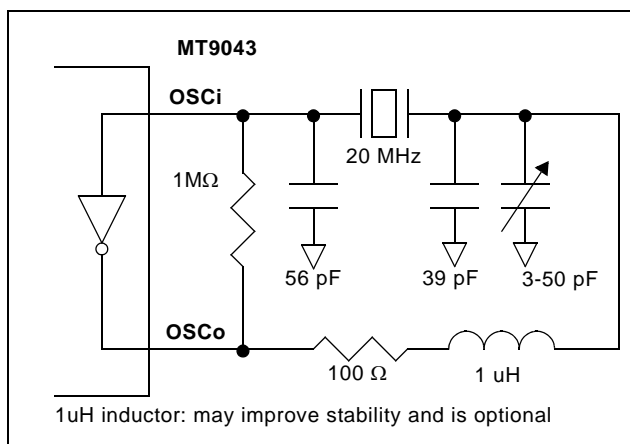 MT9043
OSCi
20 MHz
1MΩ
56 pF
39 pF
3-50 pF
OSCo
100 Ω
1 uH
1uH inductor: may improve stability and is optional